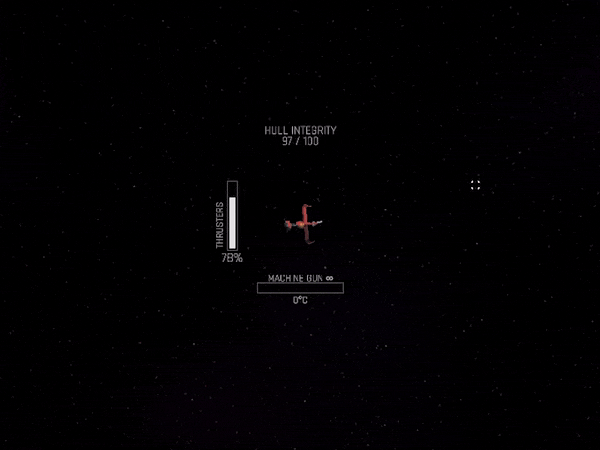 HULL INTEGRITY
97 / 100
THRUSTERS
78%
MACHINE GUN ∞
0°C